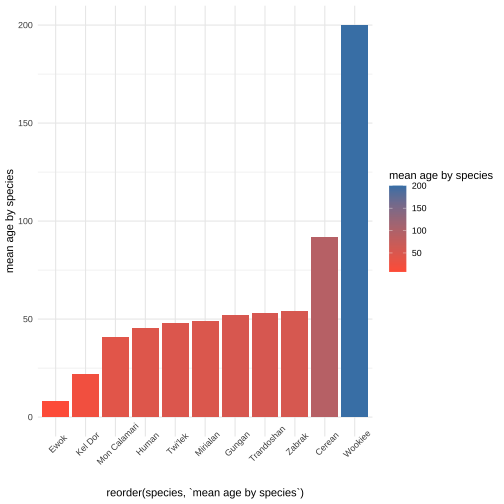 200
150
100
50
0
mean age by species
Ewok
Kel Dor
Mon Calamari
Human
Twi'lek
Mirialan
Gungan
Trandoshan
Zabrak
Cerean
Wookiee
reorder(species, `mean age by species`)
mean age by species
200
150
100
50